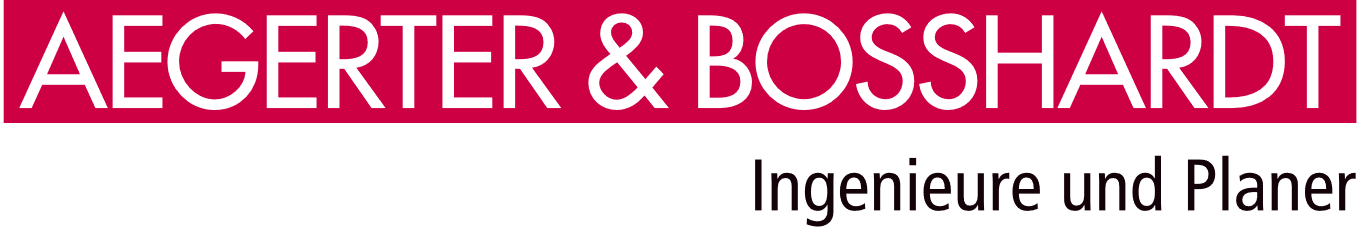 AEGERTER & BOSSHARDT
Ingenieure und Planer